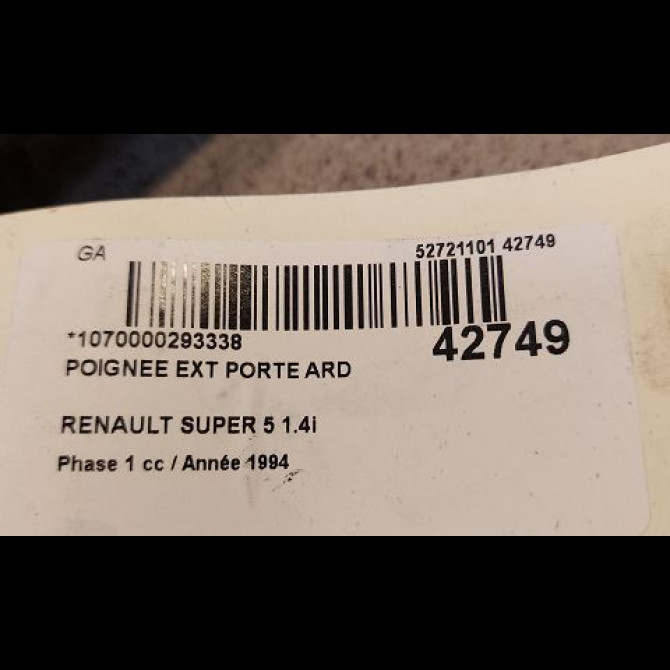 GA 52721101 42749
*1070000293338 42749
POIGNEE EXT PORTE ARD
RENAULT SUPER 5 1.4i
Phase 1 cc / Année 1994